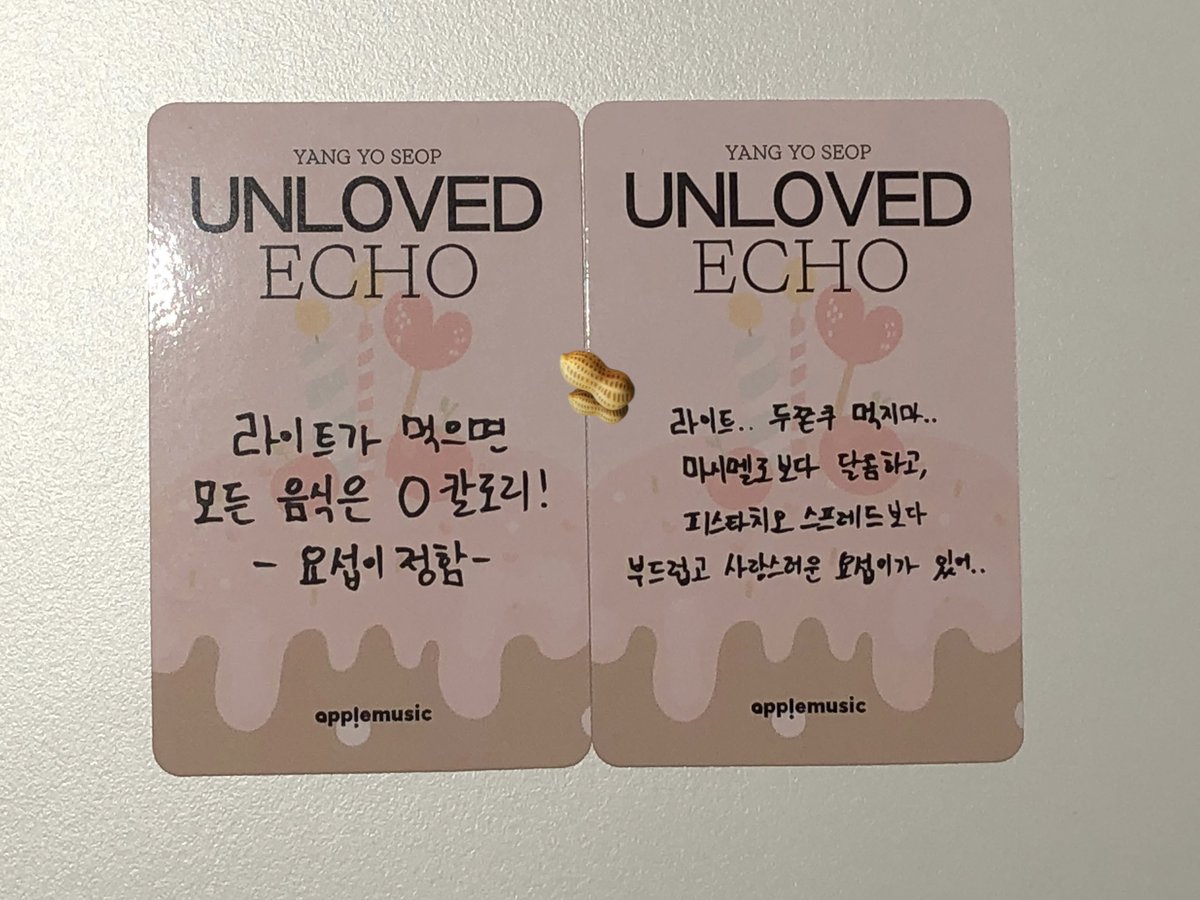 YANG YO SEOP
UNLOVED
ECHO
라이트가 먹으면
모든 음식은 0칼로리!
- 요섭이 정함-
applemusic
YANG YO SEOP
UNLOVED
ECHO
라이트.. 두쫀쿠 먹지마..
마시멜로보다 달콤하고,
피스타치오 스프레드보다
부드럽고 사랑스러운 요섭이가 있어..
applemusic